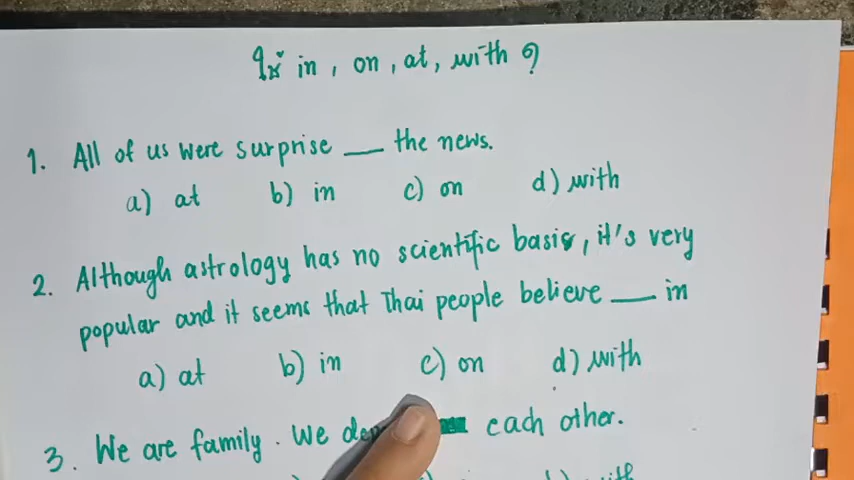 ใช้ in, on, at, with ?
1. All of us were surprise ___ the news.
a) at b) in c) on d) with
2. Although astrology has no scientific basis, it's very
popular and it seems that Thai people believe ___ in
a) at b) in c) on d) with
3. We are family. We each other.